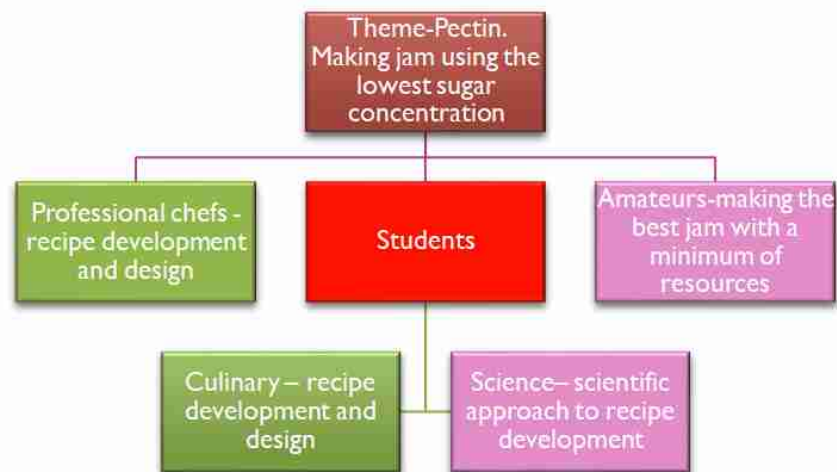 Theme-Pectin.
Making jam using the
lowest sugar
concentration
Professional chefs -
recipe development
and design
Students
Amateurs-making the
best jam with a
minimum of
resources
Culinary – recipe
development and
design
Science– scientific
approach to recipe
development